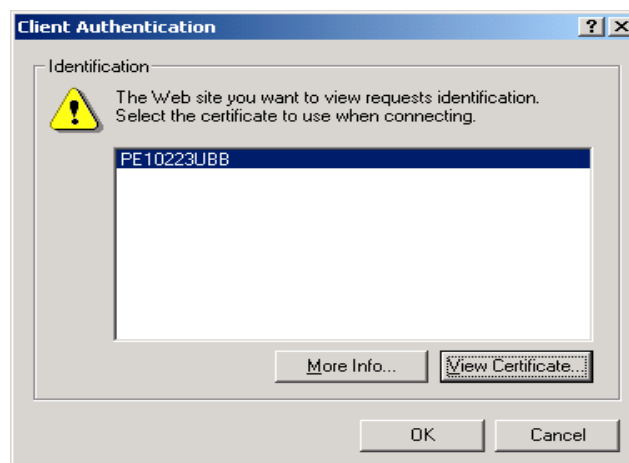 Client Authentication
Identification
The Web site you want to view requests identification.
Select the certificate to use when connecting.
PE10223UBB
More Info...
View Certificate...
OK
Cancel